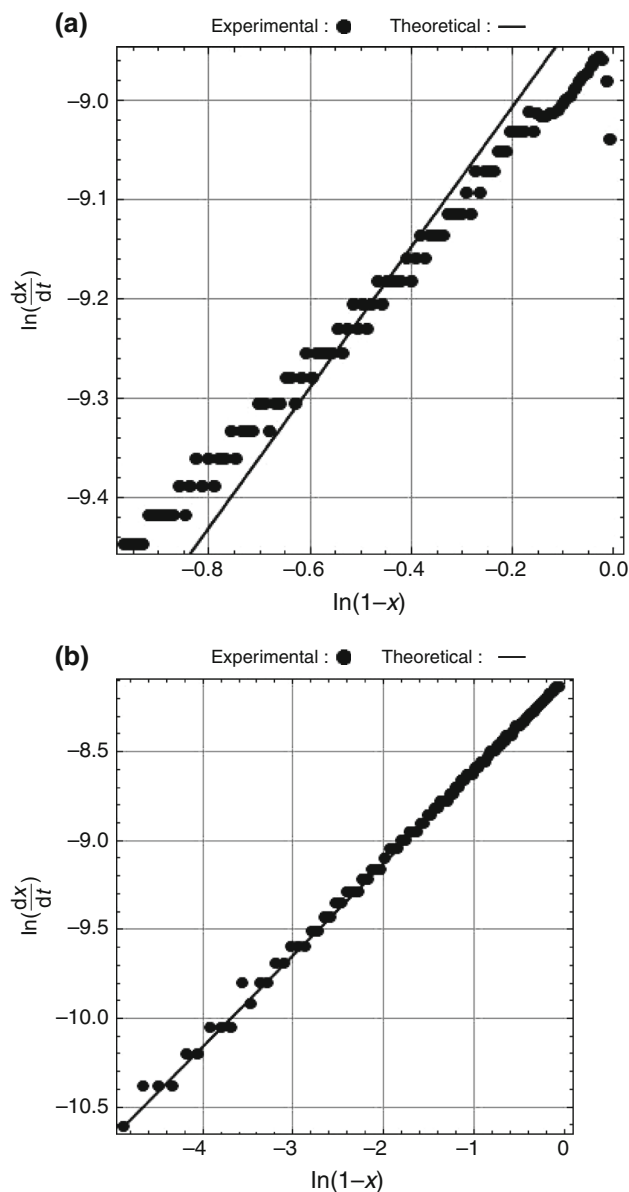 (a)
Experimental : ● Theoretical : —
−9.0
−9.1
−9.2
−9.3
−9.4
ln(dx/dt)
−0.8 −0.6 −0.4 −0.2 0.0
ln(1−x)
(b)
Experimental : ● Theoretical : —
−8.5
−9.0
−9.5
−10.0
−10.5
ln(dx/dt)
−4 −3 −2 −1 0
ln(1−x)